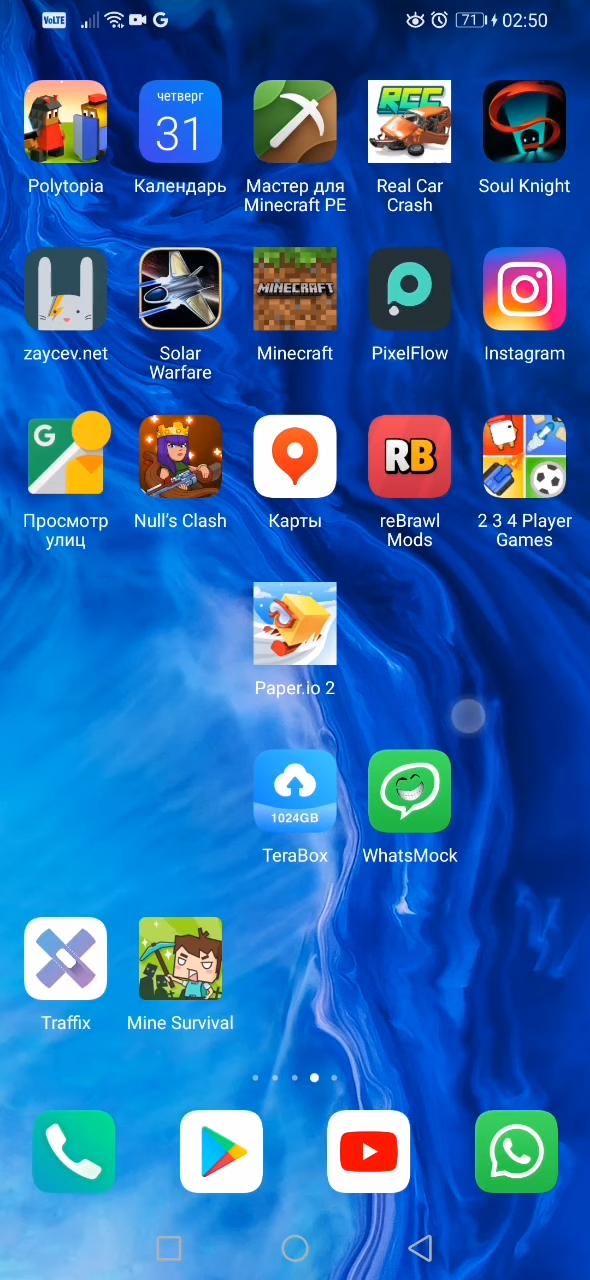 VoLTE
G
71
02:50
четверг
31
RCC
Polytopia
Календарь
Мастер для
Minecraft PE
Real Car
Crash
Soul Knight
MINECRAFT
zaycev.net
Solar
Warfare
Minecraft
PixelFlow
Instagram
G
RB
Просмотр
улиц
Null's Clash
Карты
reBrawl
Mods
2 3 4 Player
Games
Paper.io 2
1024GB
TeraBox
WhatsMock
Traffix
Mine Survival